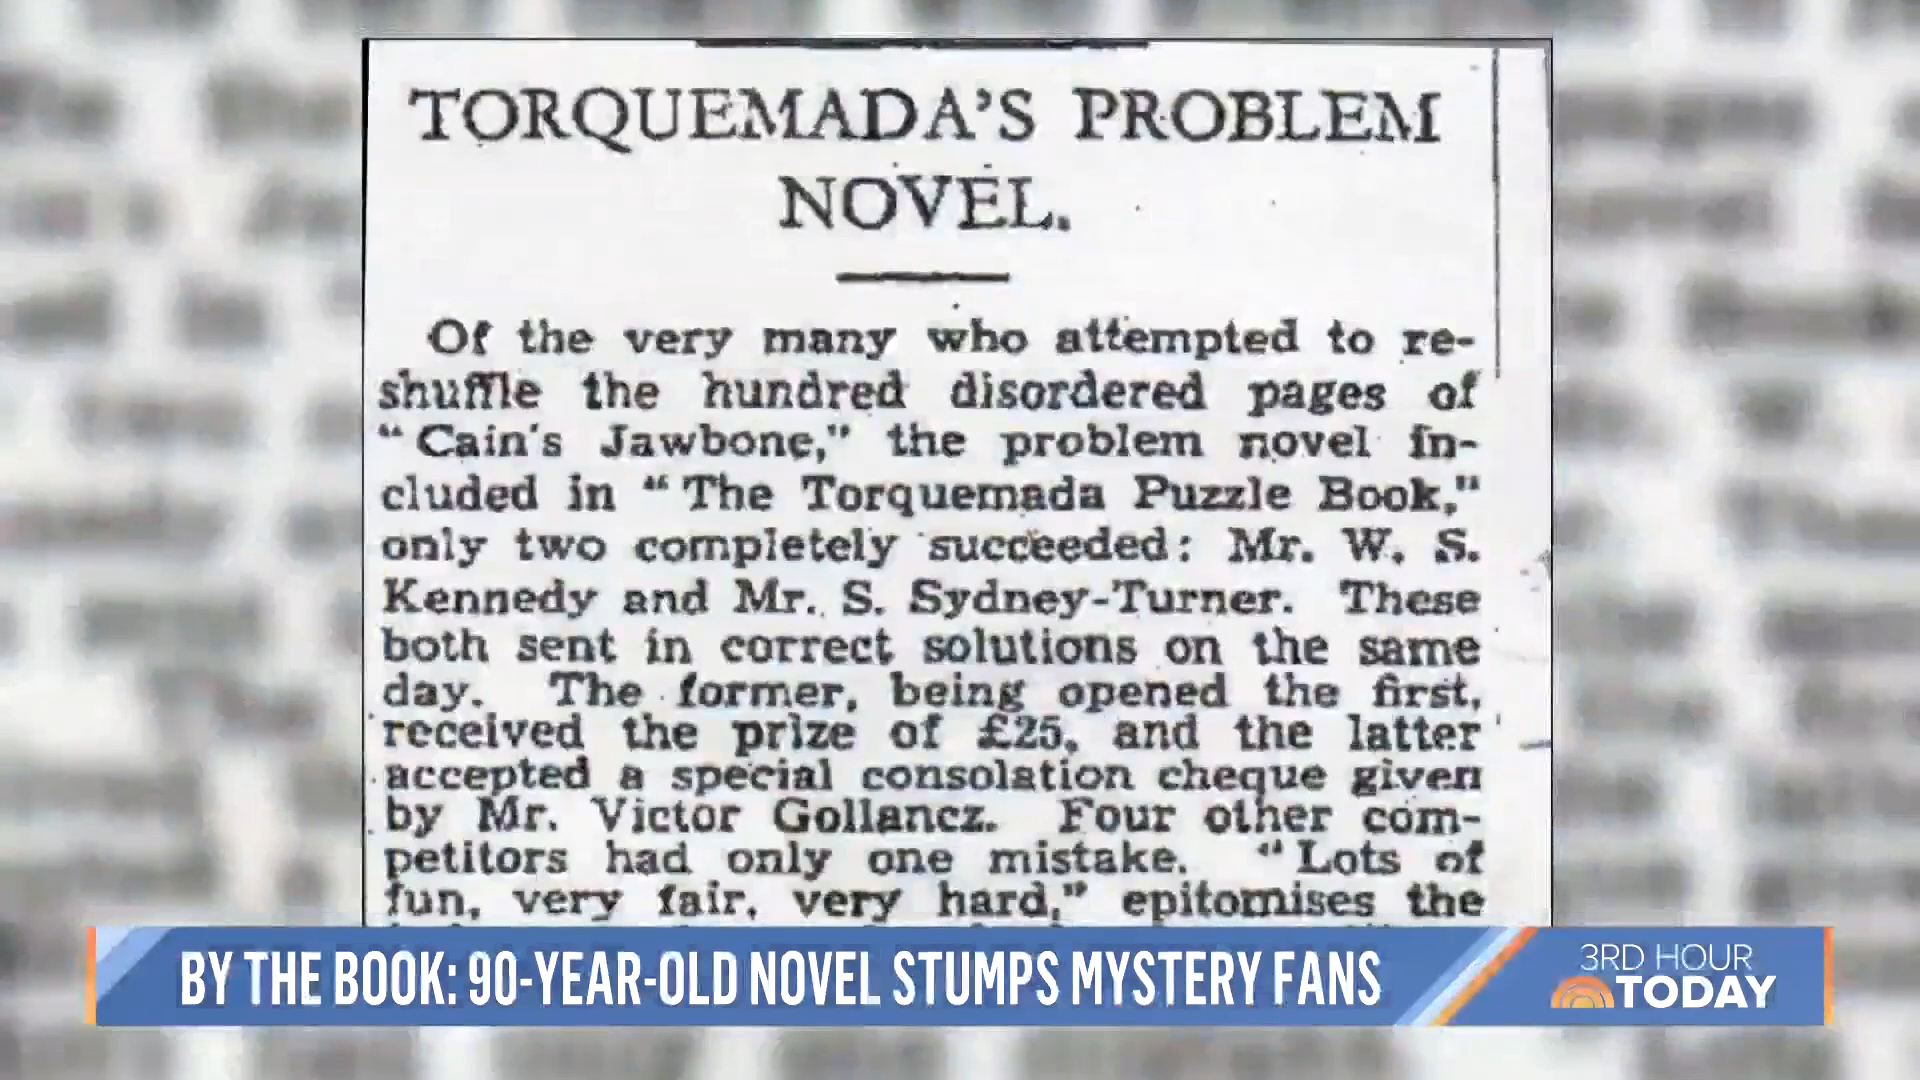 TORQUEMADA'S PROBLEM
NOVEL.
Of the very many who attempted to re-
shuffle the hundred disordered pages of
"Cain's Jawbone," the problem novel in-
cluded in "The Torquemada Puzzle Book,"
only two completely succeeded: Mr. W. S.
Kennedy and Mr. S. Sydney-Turner. These
both sent in correct solutions on the same
day. The former, being opened the first,
received the prize of £25, and the latter
accepted a special consolation cheque given
by Mr. Victor Gollancz. Four other com-
petitors had only one mistake. "Lots of
fun, very fair, very hard," epitomises the
BY THE BOOK: 90-YEAR-OLD NOVEL STUMPS MYSTERY FANS
3RD HOUR
TODAY